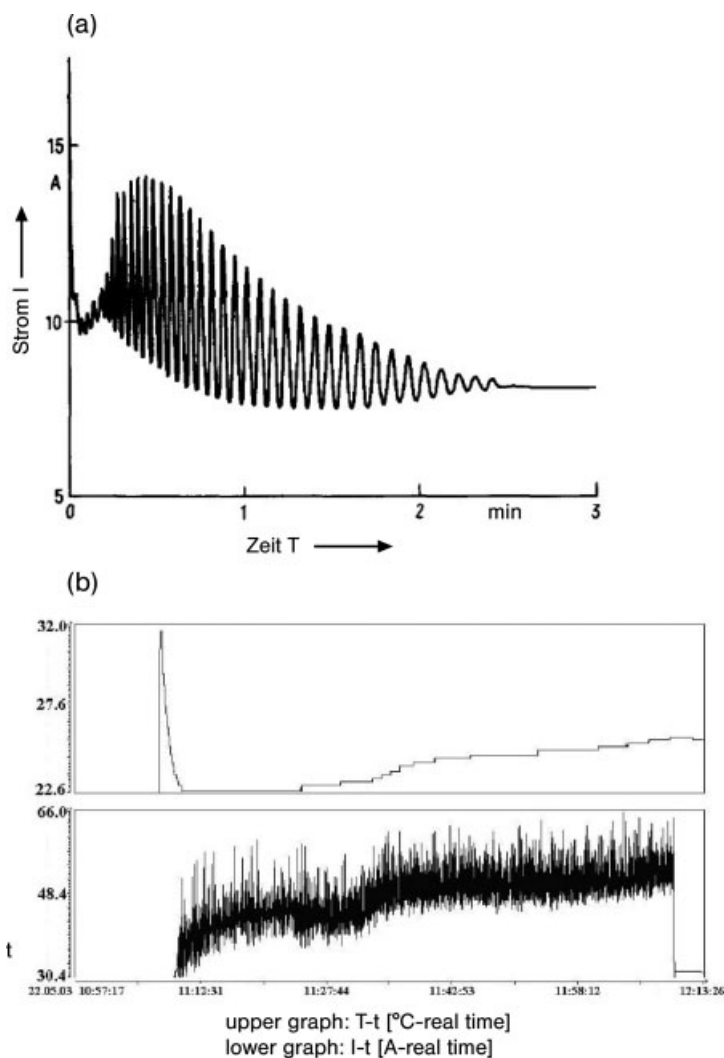 (a)
15
A
Strom I
10
5
0
1
2
min
3
Zeit T
(b)
32.0
27.6
22.6
66.0
48.4
30.4
t
22.05.03 10:57:17
11:12:31
11:27:44
11:42:53
11:58:12
12:13:26
upper graph: T-t [°C-real time]
lower graph: I-t [A-real time]